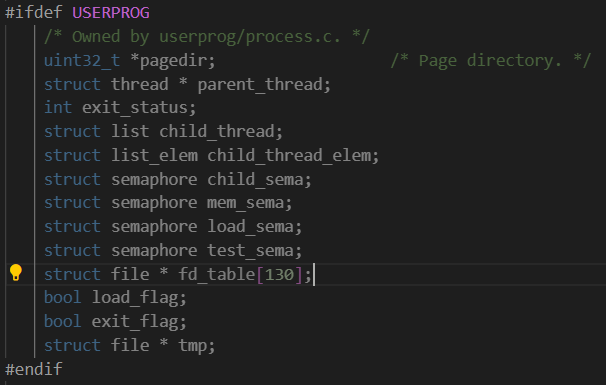 #ifdef USERPROG
/* Owned by userprog/process.c. */
uint32_t *pagedir; /* Page directory. */
struct thread * parent_thread;
int exit_status;
struct list child_thread;
struct list_elem child_thread_elem;
struct semaphore child_sema;
struct semaphore mem_sema;
struct semaphore load_sema;
struct semaphore test_sema;
struct file * fd_table[130];
bool load_flag;
bool exit_flag;
struct file * tmp;
#endif